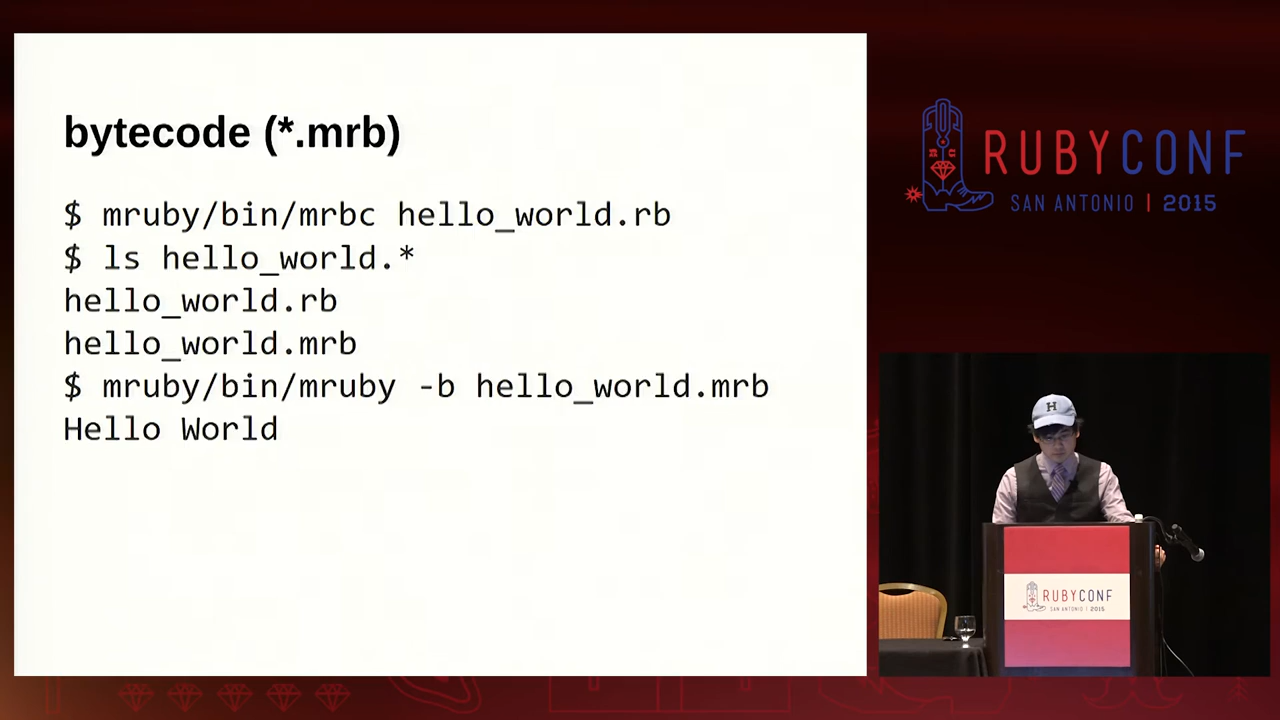 bytecode (*.mrb)
$ mruby/bin/mrbc hello_world.rb
$ ls hello_world.*
hello_world.rb
hello_world.mrb
$ mruby/bin/mruby -b hello_world.mrb
Hello World
RUBYCONF
SAN ANTONIO | 2015
H
RUBYCONF
SAN ANTONIO | 2015